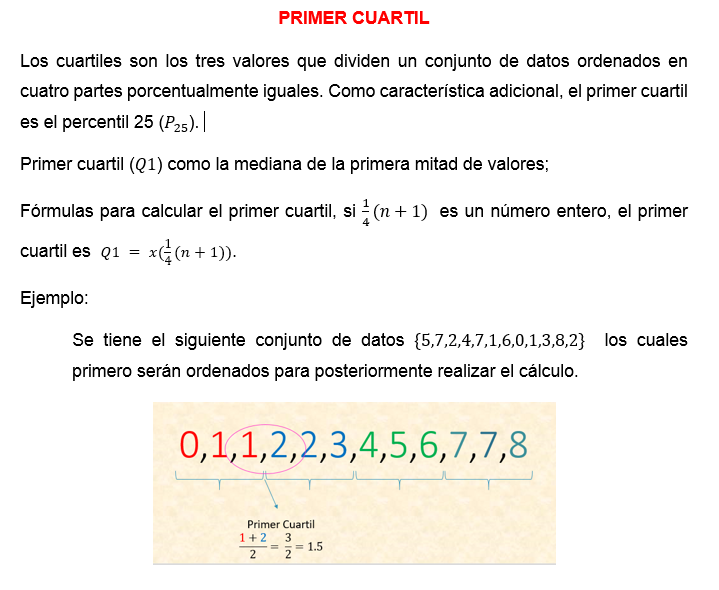 PRIMER CUARTIL
Los cuartiles son los tres valores que dividen un conjunto de datos ordenados en
cuatro partes porcentualmente iguales. Como característica adicional, el primer cuartil
es el percentil 25 (P₂₅).
Primer cuartil (Q1) como la mediana de la primera mitad de valores;
Fórmulas para calcular el primer cuartil, si 1/4 (n + 1) es un número entero, el primer
cuartil es Q1 = x(1/4 (n + 1)).
Ejemplo:
Se tiene el siguiente conjunto de datos {5,7,2,4,7,1,6,0,1,3,8,2} los cuales
primero serán ordenados para posteriormente realizar el cálculo.
0,1,1,2,2,3,4,5,6,7,7,8
Primer Cuartil
1 + 2/2 = 3/2 = 1.5